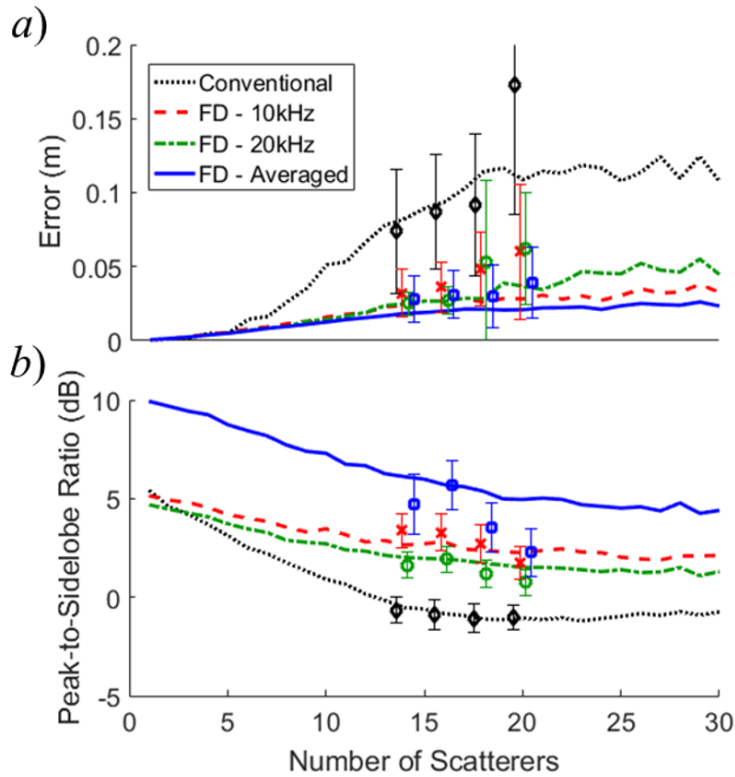 a)
0.2
0.15
0.1
0.05
0
Error (m)
Conventional
FD - 10kHz
FD - 20kHz
FD - Averaged
b)
10
5
0
-5
Peak-to-Sidelobe Ratio (dB)
0 5 10 15 20 25 30
Number of Scatterers